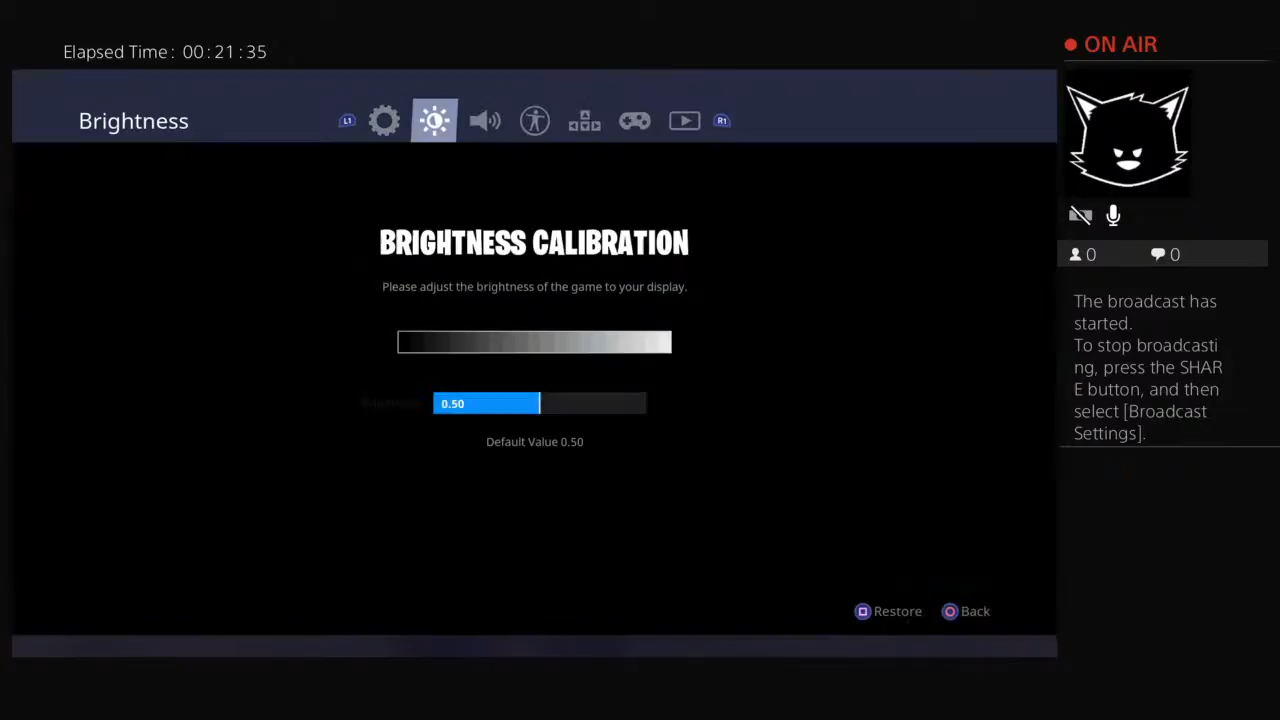 Elapsed Time: 00:21:35
ON AIR
Brightness
L1
R1
BRIGHTNESS CALIBRATION
Please adjust the brightness of the game to your display.
0.50
Default Value 0.50
Restore
Back
0
0
The broadcast has
started.
To stop broadcasti
ng, press the SHAR
E button, and then
select [Broadcast
Settings].